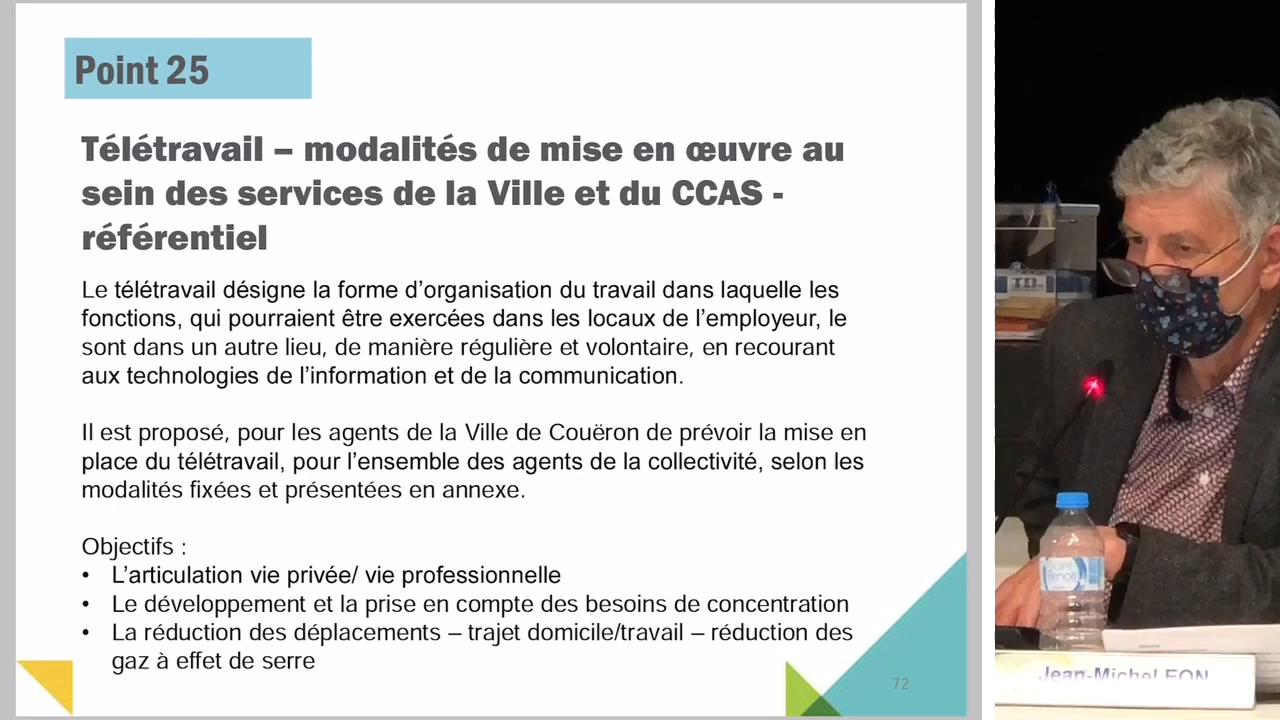 Point 25
Télétravail – modalités de mise en œuvre au
sein des services de la Ville et du CCAS -
référentiel
Le télétravail désigne la forme d’organisation du travail dans laquelle les
fonctions, qui pourraient être exercées dans les locaux de l’employeur, le
sont dans un autre lieu, de manière régulière et volontaire, en recourant
aux technologies de l’information et de la communication.
Il est proposé, pour les agents de la Ville de Couëron de prévoir la mise en
place du télétravail, pour l’ensemble des agents de la collectivité, selon les
modalités fixées et présentées en annexe.
Objectifs :
• L’articulation vie privée/ vie professionnelle
• Le développement et la prise en compte des besoins de concentration
• La réduction des déplacements – trajet domicile/travail – réduction des
gaz à effet de serre
72
Jean-Michel EON